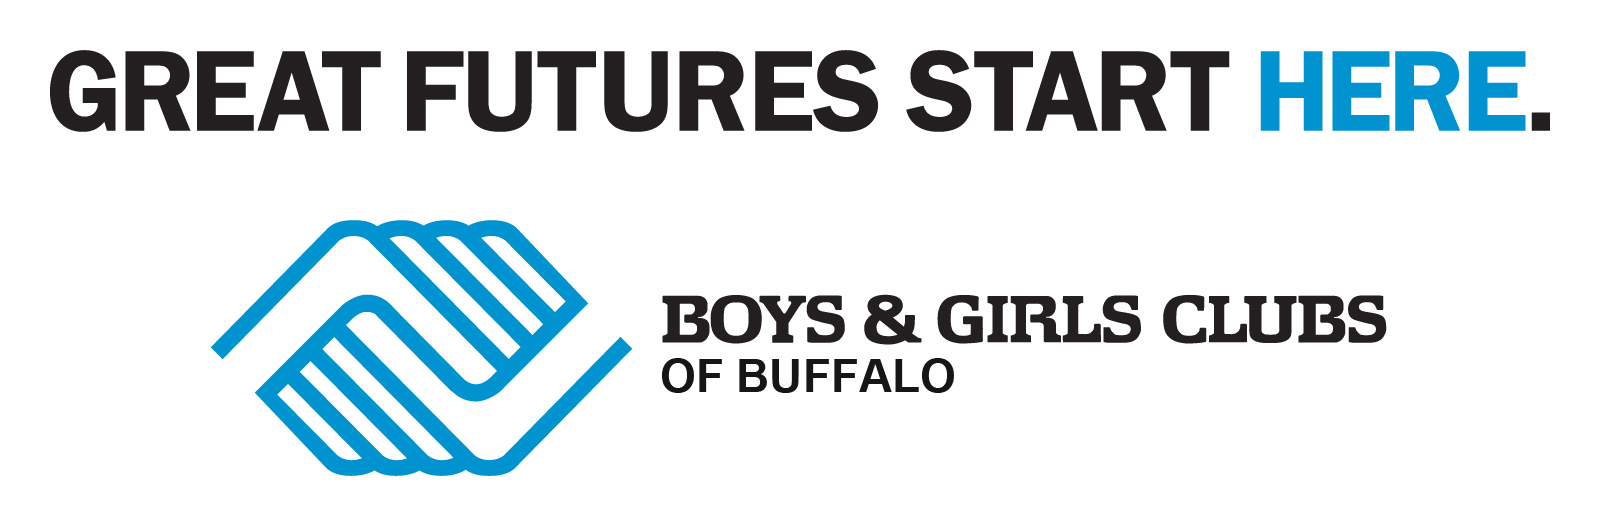 GREAT FUTURES START HERE.
BOYS & GIRLS CLUBS
OF BUFFALO